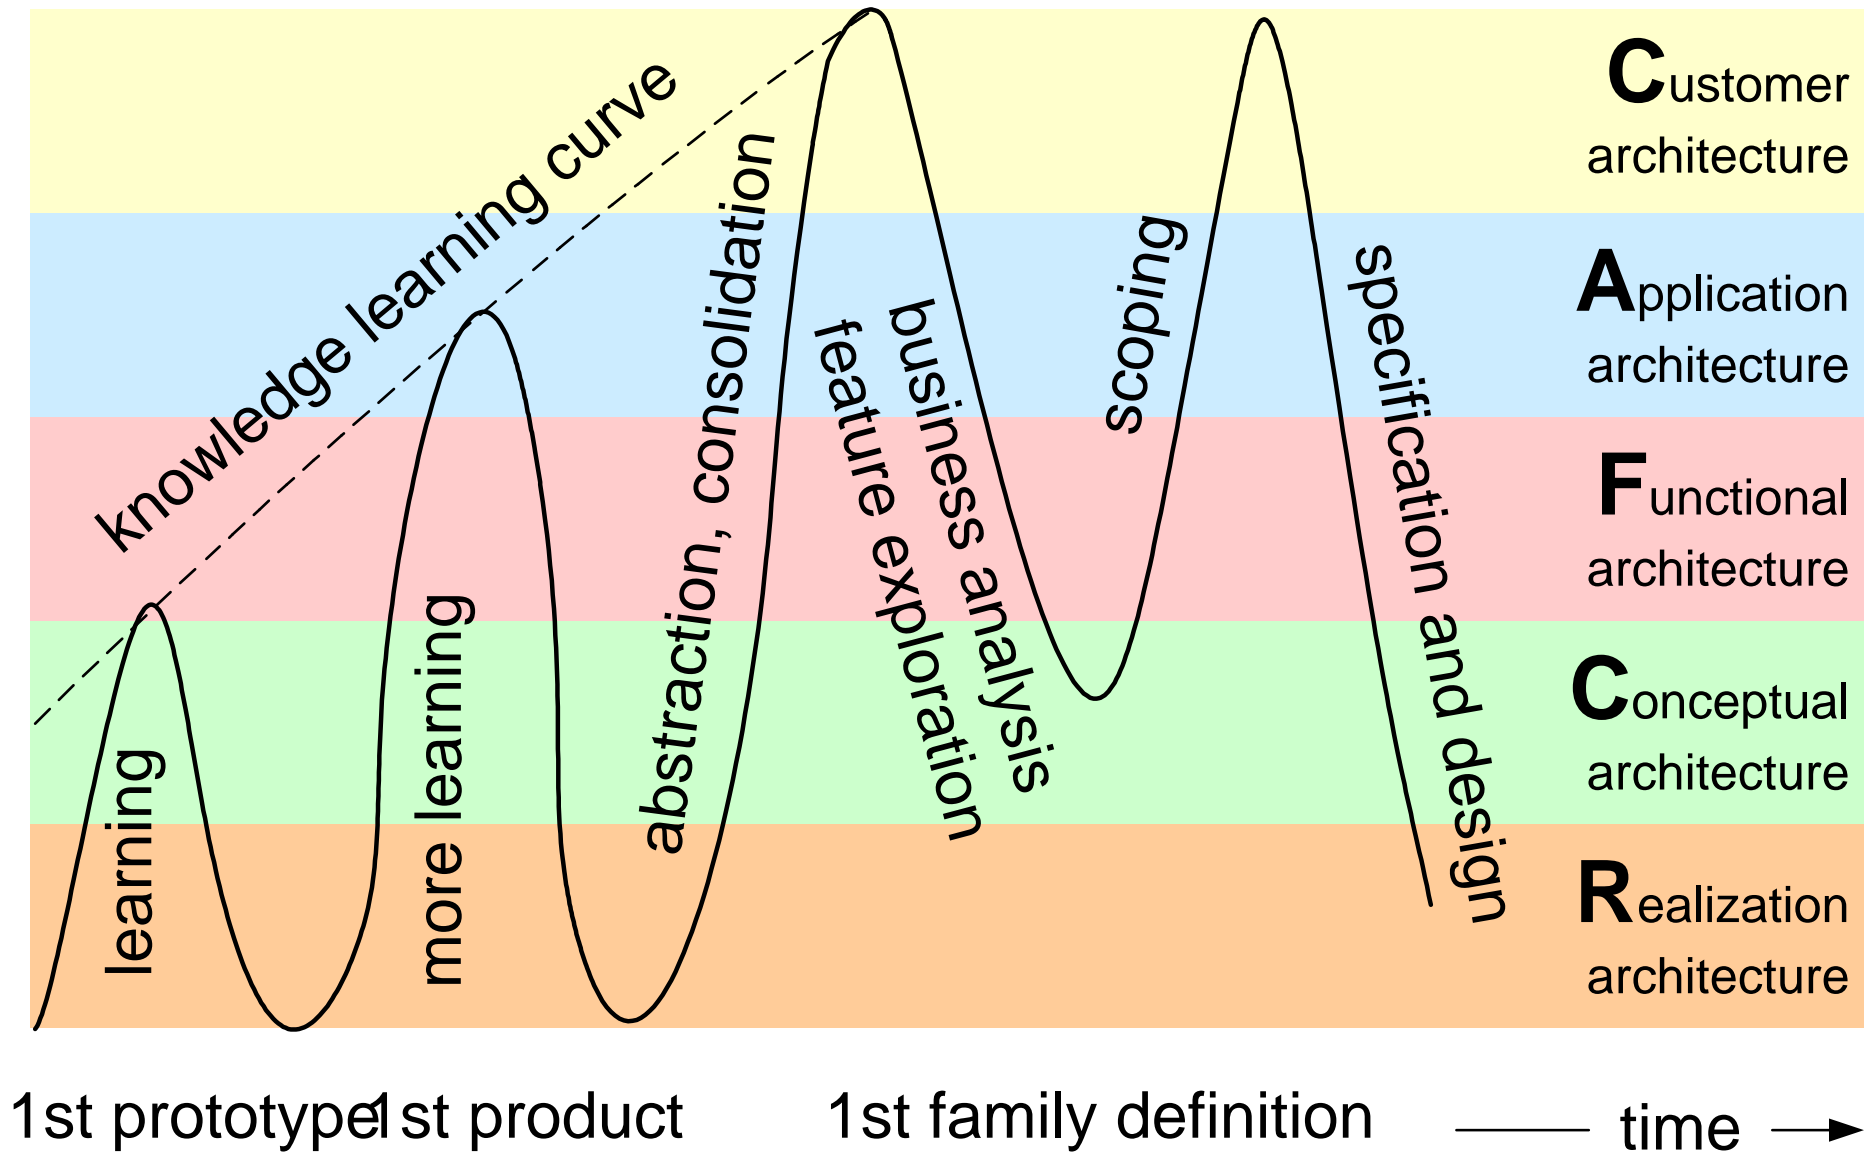 knowledge learning curve
learning
more learning
abstraction, consolidation
feature exploration
business analysis
scoping
specification and design
Customer
architecture
Application
architecture
Functional
architecture
Conceptual
architecture
Realization
architecture
1st prototype
1st product
1st family definition
time